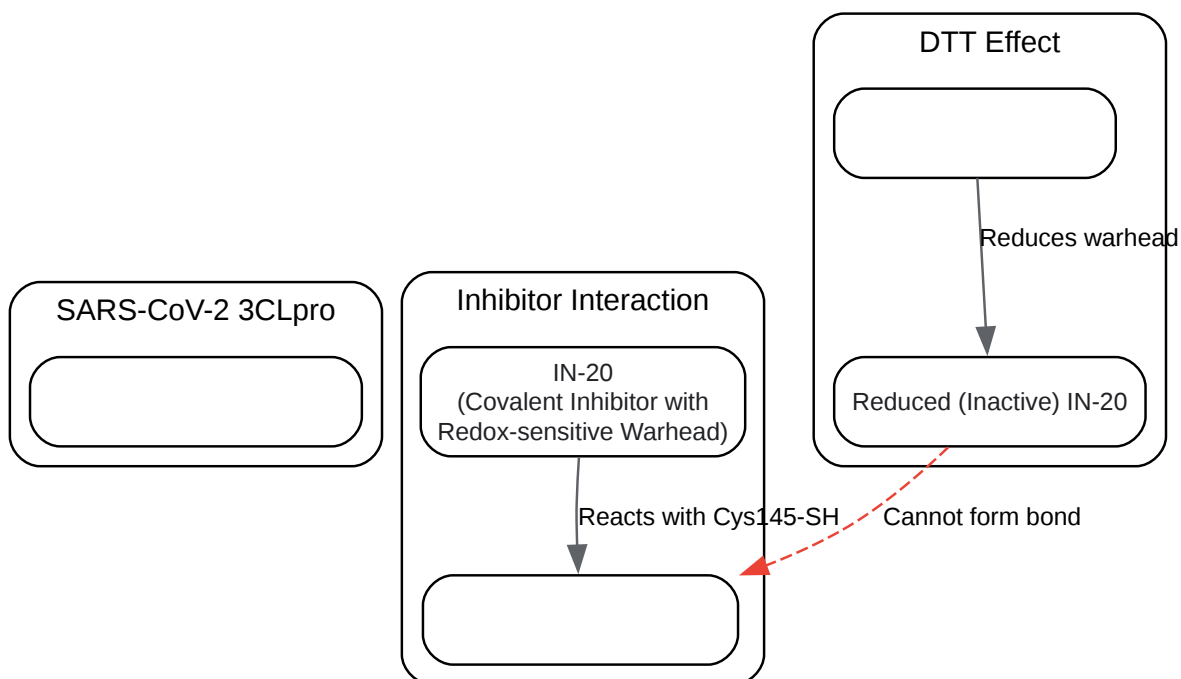 DTT Effect
Reduces warhead
SARS-CoV-2 3CLpro
Inhibitor Interaction
IN-20
(Covalent Inhibitor with
Redox-sensitive Warhead)
Reduced (Inactive) IN-20
Reacts with Cys145-SH
Cannot form bond